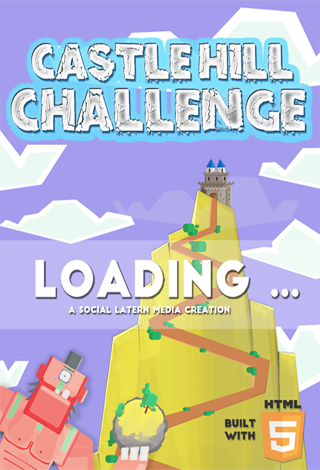 CASTLE HILL
CHALLENGE
LOADING ...
A SOCIAL LATERN MEDIA CREATION
HTML
BUILT
WITH
5